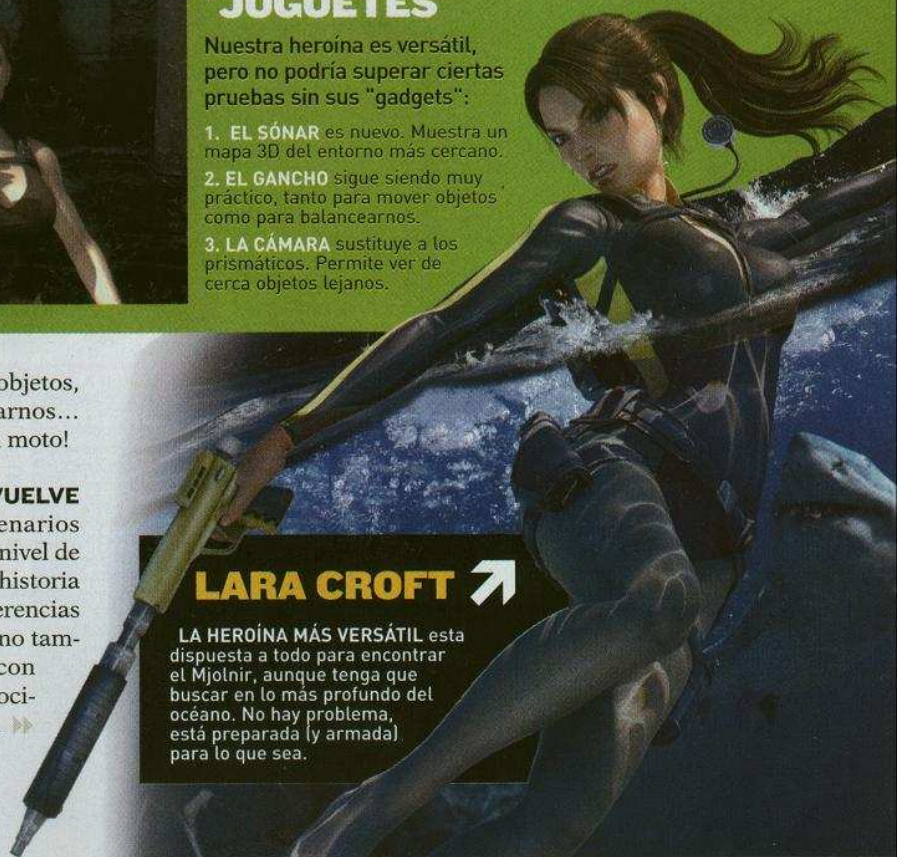 JUGUETES
Nuestra heroína es versátil,
pero no podría superar ciertas
pruebas sin sus "gadgets":
1. EL SÓNAR es nuevo. Muestra un
mapa 3D del entorno más cercano.
2. EL GANCHO sigue siendo muy
práctico, tanto para mover objetos
como para balancearnos.
3. LA CÁMARA sustituye a los
prismáticos. Permite ver de
cerca objetos lejanos.
objetos,
arnos...
moto!
VUELVE
enarios
nivel de
historia
erencias
no tam-
con
oci-
LARA CROFT
LA HEROÍNA MÁS VERSÁTIL esta
dispuesta a todo para encontrar
el Mjolnir, aunque tenga que
buscar en lo más profundo del
océano. No hay problema,
está preparada (y armada)
para lo que sea.